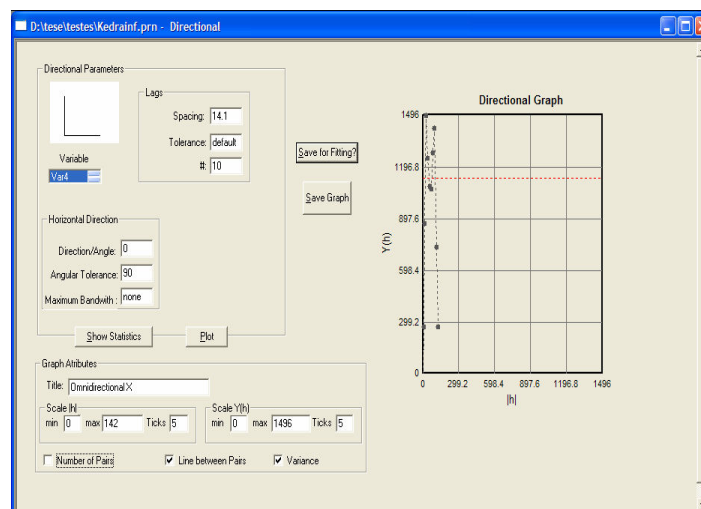 D:\tese\testes\Kedrainf.prn - Directional
Directional Parameters
Variable
Var4
Lags
Spacing: 14.1
Tolerance: default
#: 10
Horizontal Direction
Direction/Angle: 0
Angular Tolerance: 90
Maximum Bandwith : none
Show Statistics
Plot
Save for Fitting?
Save Graph
Graph Atributes
Title: Omnidirectional X
Scale |h|
min 0 max 142 Ticks 5
Scale Y(h)
min 0 max 1496 Ticks 5
Number of Pairs
Line between Pairs
Variance
Directional Graph
1496
1196.8
897.6
598.4
299.2
0
Y(h)
0 299.2 598.4 897.6 1196.8 1496
|h|